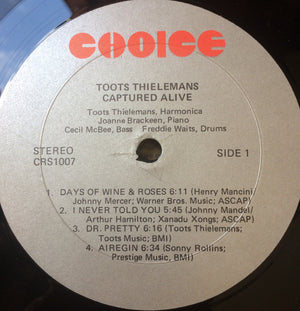 CHOICE
TOOTS THIELEMANS
CAPTURED ALIVE
Toots Thielemans, Harmonica
Joanne Brackeen, Piano
Cecil McBee, Bass Freddie Waits, Drums
STEREO
CRS1007
SIDE 1
1. DAYS OF WINE & ROSES 6:11 (Henry Mancini/
Johnny Mercer; Warner Bros. Music; ASCAP)
2. I NEVER TOLD YOU 5:45 (Johnny Mandel/
Arthur Hamilton; Xanadu Xongs; ASCAP)
3. DR. PRETTY 6:16 (Toots Thielemans;
Toots Music; BMI)
4. AIREGIN 6:34 (Sonny Rollins;
Prestige Music, BMI)